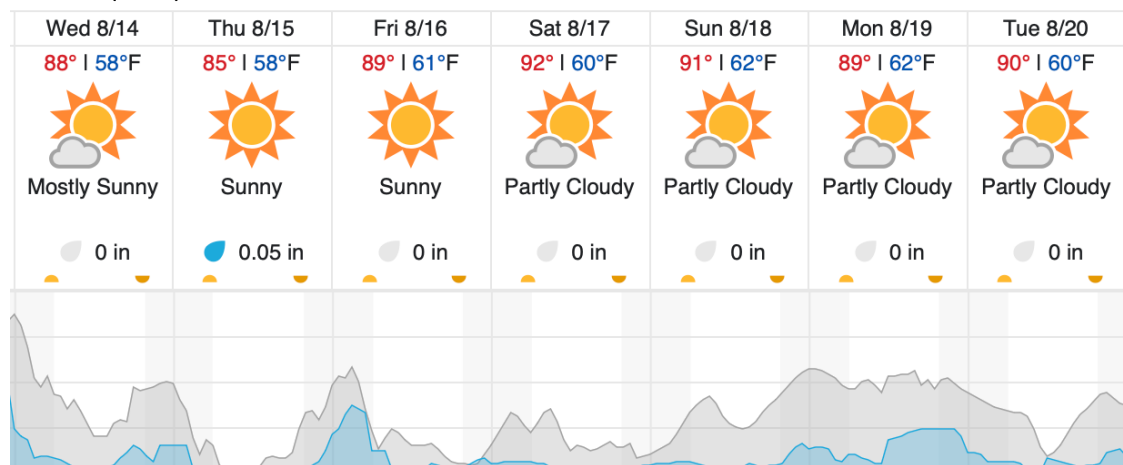 Wed 8/14 Thu 8/15 Fri 8/16 Sat 8/17 Sun 8/18 Mon 8/19 Tue 8/20
88° | 58°F 85° | 58°F 89° | 61°F 92° | 60°F 91° | 62°F 89° | 62°F 90° | 60°F
Mostly Sunny Sunny Sunny Partly Cloudy Partly Cloudy Partly Cloudy Partly Cloudy
0 in 0.05 in 0 in 0 in 0 in 0 in 0 in